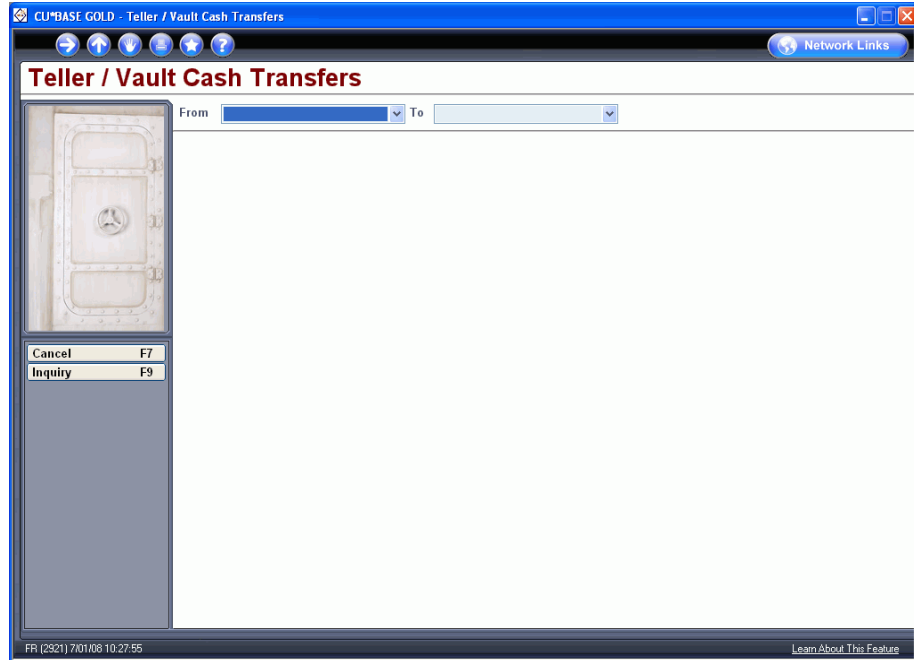 CU*BASE GOLD - Teller / Vault Cash Transfers
Network Links
Teller / Vault Cash Transfers
From To
Cancel F7
Inquiry F9
FR (2921) 7/01/08 10:27:55
Learn About This Feature